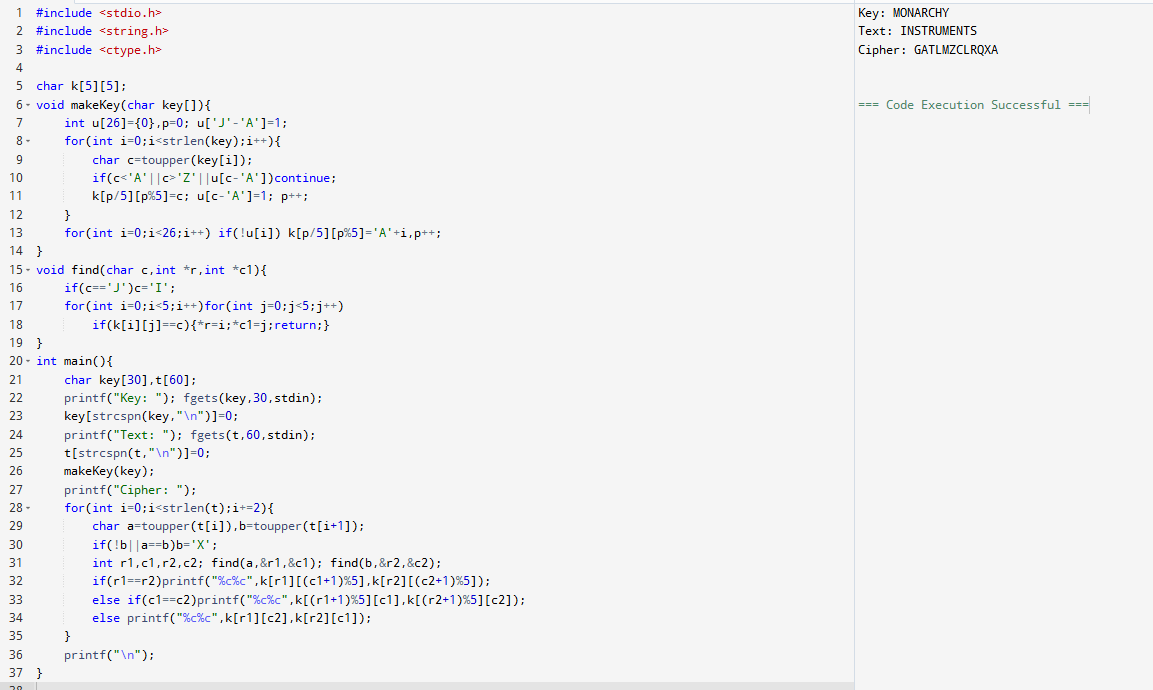 1 #include <stdio.h>
2 #include <string.h>
3 #include <ctype.h>
4
5 char k[5][5];
6 void makeKey(char key[]){
7     int u[26]={0},p=0; u['J'-'A']=1;
8     for(int i=0;i<strlen(key);i++){
9         char c=toupper(key[i]);
10         if(c<'A'||c>'Z'||u[c-'A'])continue;
11         k[p/5][p%5]=c; u[c-'A']=1; p++;
12     }
13     for(int i=0;i<26;i++) if(!u[i]) k[p/5][p%5]='A'+i,p++;
14 }
15 void find(char c,int *r,int *c1){
16     if(c=='J')c='I';
17     for(int i=0;i<5;i++)for(int j=0;j<5;j++)
18         if(k[i][j]==c){*r=i;*c1=j;return;}
19 }
20 int main(){
21     char key[30],t[60];
22     printf("Key: "); fgets(key,30,stdin);
23     key[strcspn(key,"\n")]=0;
24     printf("Text: "); fgets(t,60,stdin);
25     t[strcspn(t,"\n")]=0;
26     makeKey(key);
27     printf("Cipher: ");
28     for(int i=0;i<strlen(t);i+=2){
29         char a=toupper(t[i]),b=toupper(t[i+1]);
30         if(!b||a==b)b='X';
31         int r1,c1,r2,c2; find(a,&r1,&c1); find(b,&r2,&c2);
32         if(r1==r2)printf("%c%c",k[r1][(c1+1)%5],k[r2][(c2+1)%5]);
33         else if(c1==c2)printf("%c%c",k[(r1+1)%5][c1],k[(r2+1)%5][c2]);
34         else printf("%c%c",k[r1][c2],k[r2][c1]);
35     }
36     printf("\n");
37 }
38
Key: MONARCHY
Text: INSTRUMENTS
Cipher: GATLMZCLRQXA
=== Code Execution Successful ===